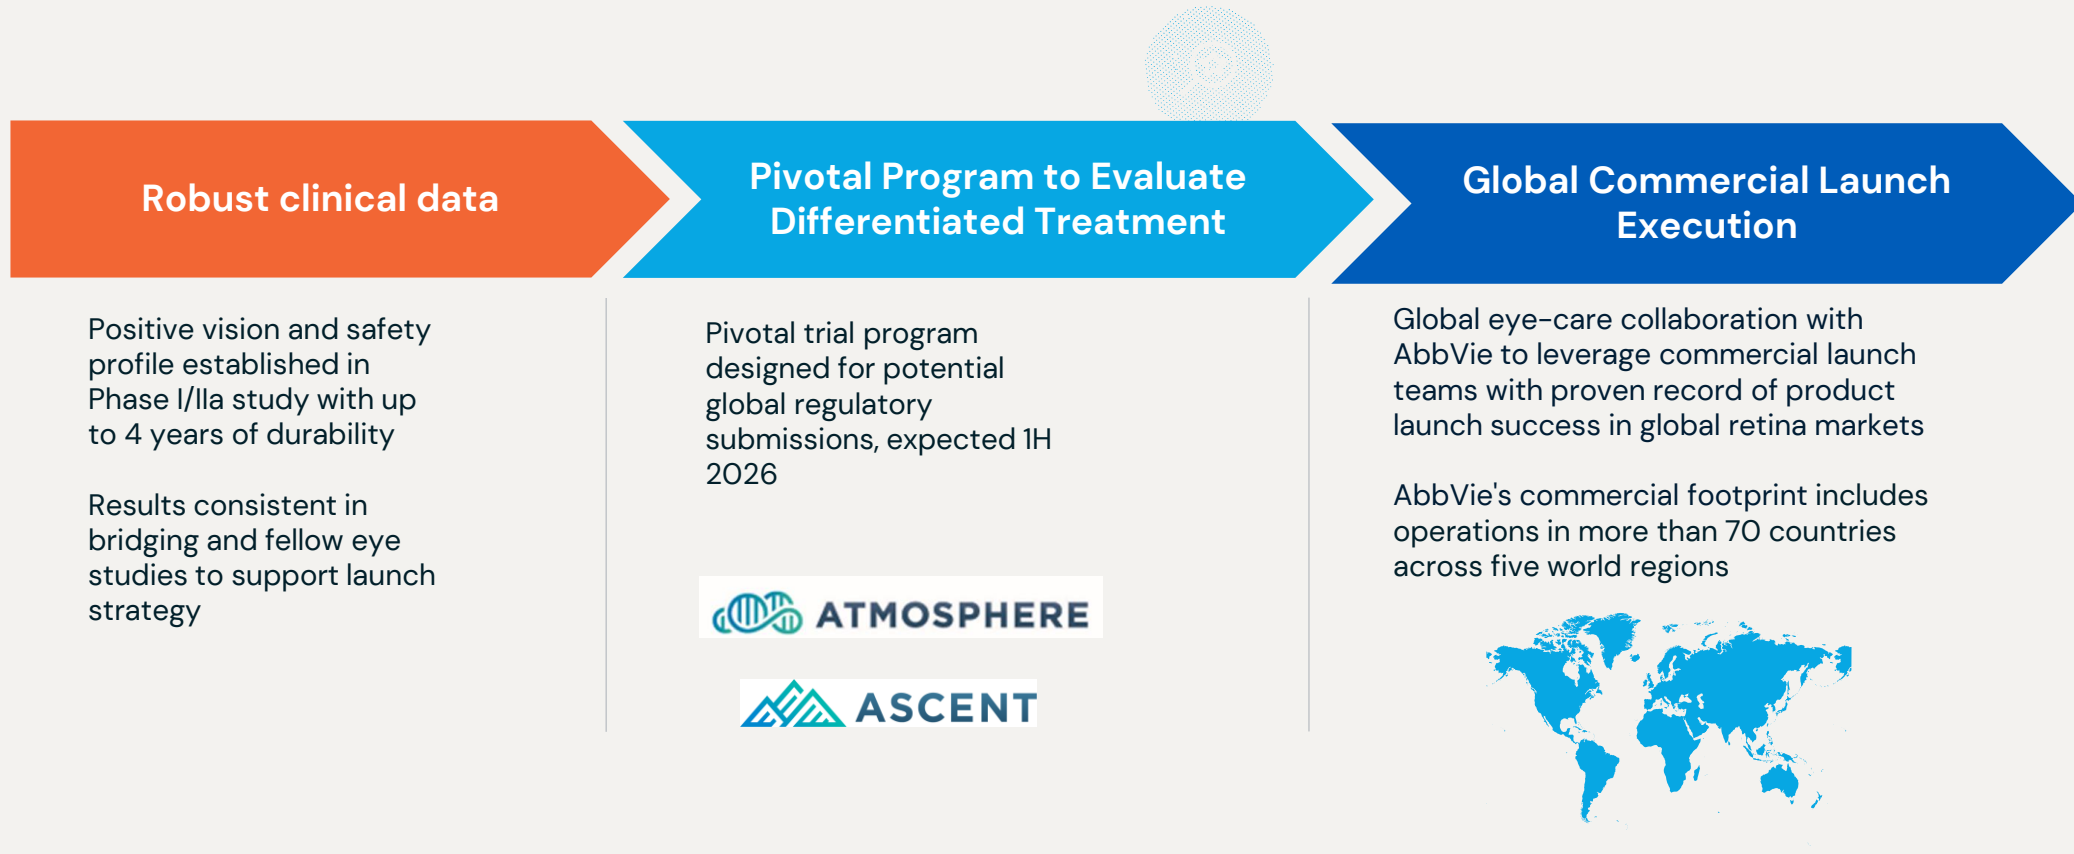 Robust clinical data
Pivotal Program to Evaluate
Differentiated Treatment
Global Commercial Launch
Execution
Positive vision and safety
profile established in
Phase I/IIa study with up
to 4 years of durability
Results consistent in
bridging and fellow eye
studies to support launch
strategy
Pivotal trial program
designed for potential
global regulatory
submissions, expected 1H
2026
ATMOSPHERE
ASCENT
Global eye-care collaboration with
AbbVie to leverage commercial launch
teams with proven record of product
launch success in global retina markets
AbbVie's commercial footprint includes
operations in more than 70 countries
across five world regions